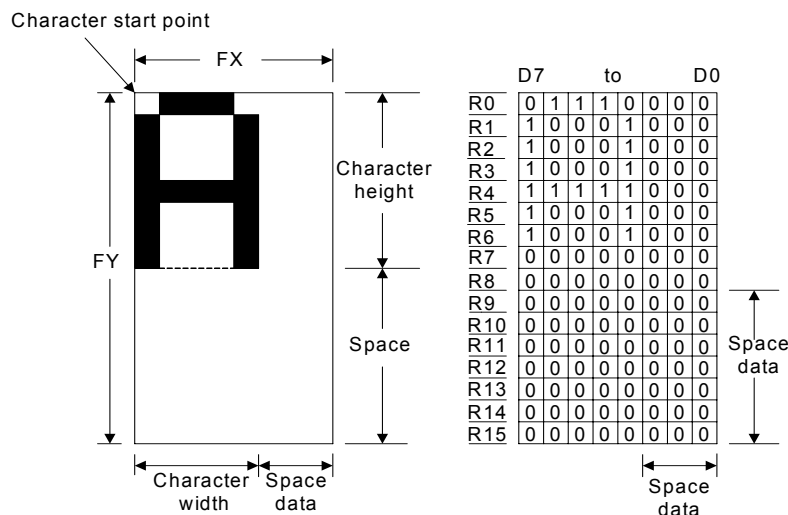 Character start point
FX
D7 to D0
R0 0 1 1 1 0 0 0 0
R1 1 0 0 0 1 0 0 0
R2 1 0 0 0 1 0 0 0
R3 1 0 0 0 1 0 0 0
R4 1 1 1 1 1 0 0 0
R5 1 0 0 0 1 0 0 0
R6 1 0 0 0 1 0 0 0
R7 0 0 0 0 0 0 0 0
R8 0 0 0 0 0 0 0 0
R9 0 0 0 0 0 0 0 0
R10 0 0 0 0 0 0 0 0
R11 0 0 0 0 0 0 0 0
R12 0 0 0 0 0 0 0 0
R13 0 0 0 0 0 0 0 0
R14 0 0 0 0 0 0 0 0
R15 0 0 0 0 0 0 0 0
Character
height
FY
Space
Space
data
Character
width
Space
data
Space
data